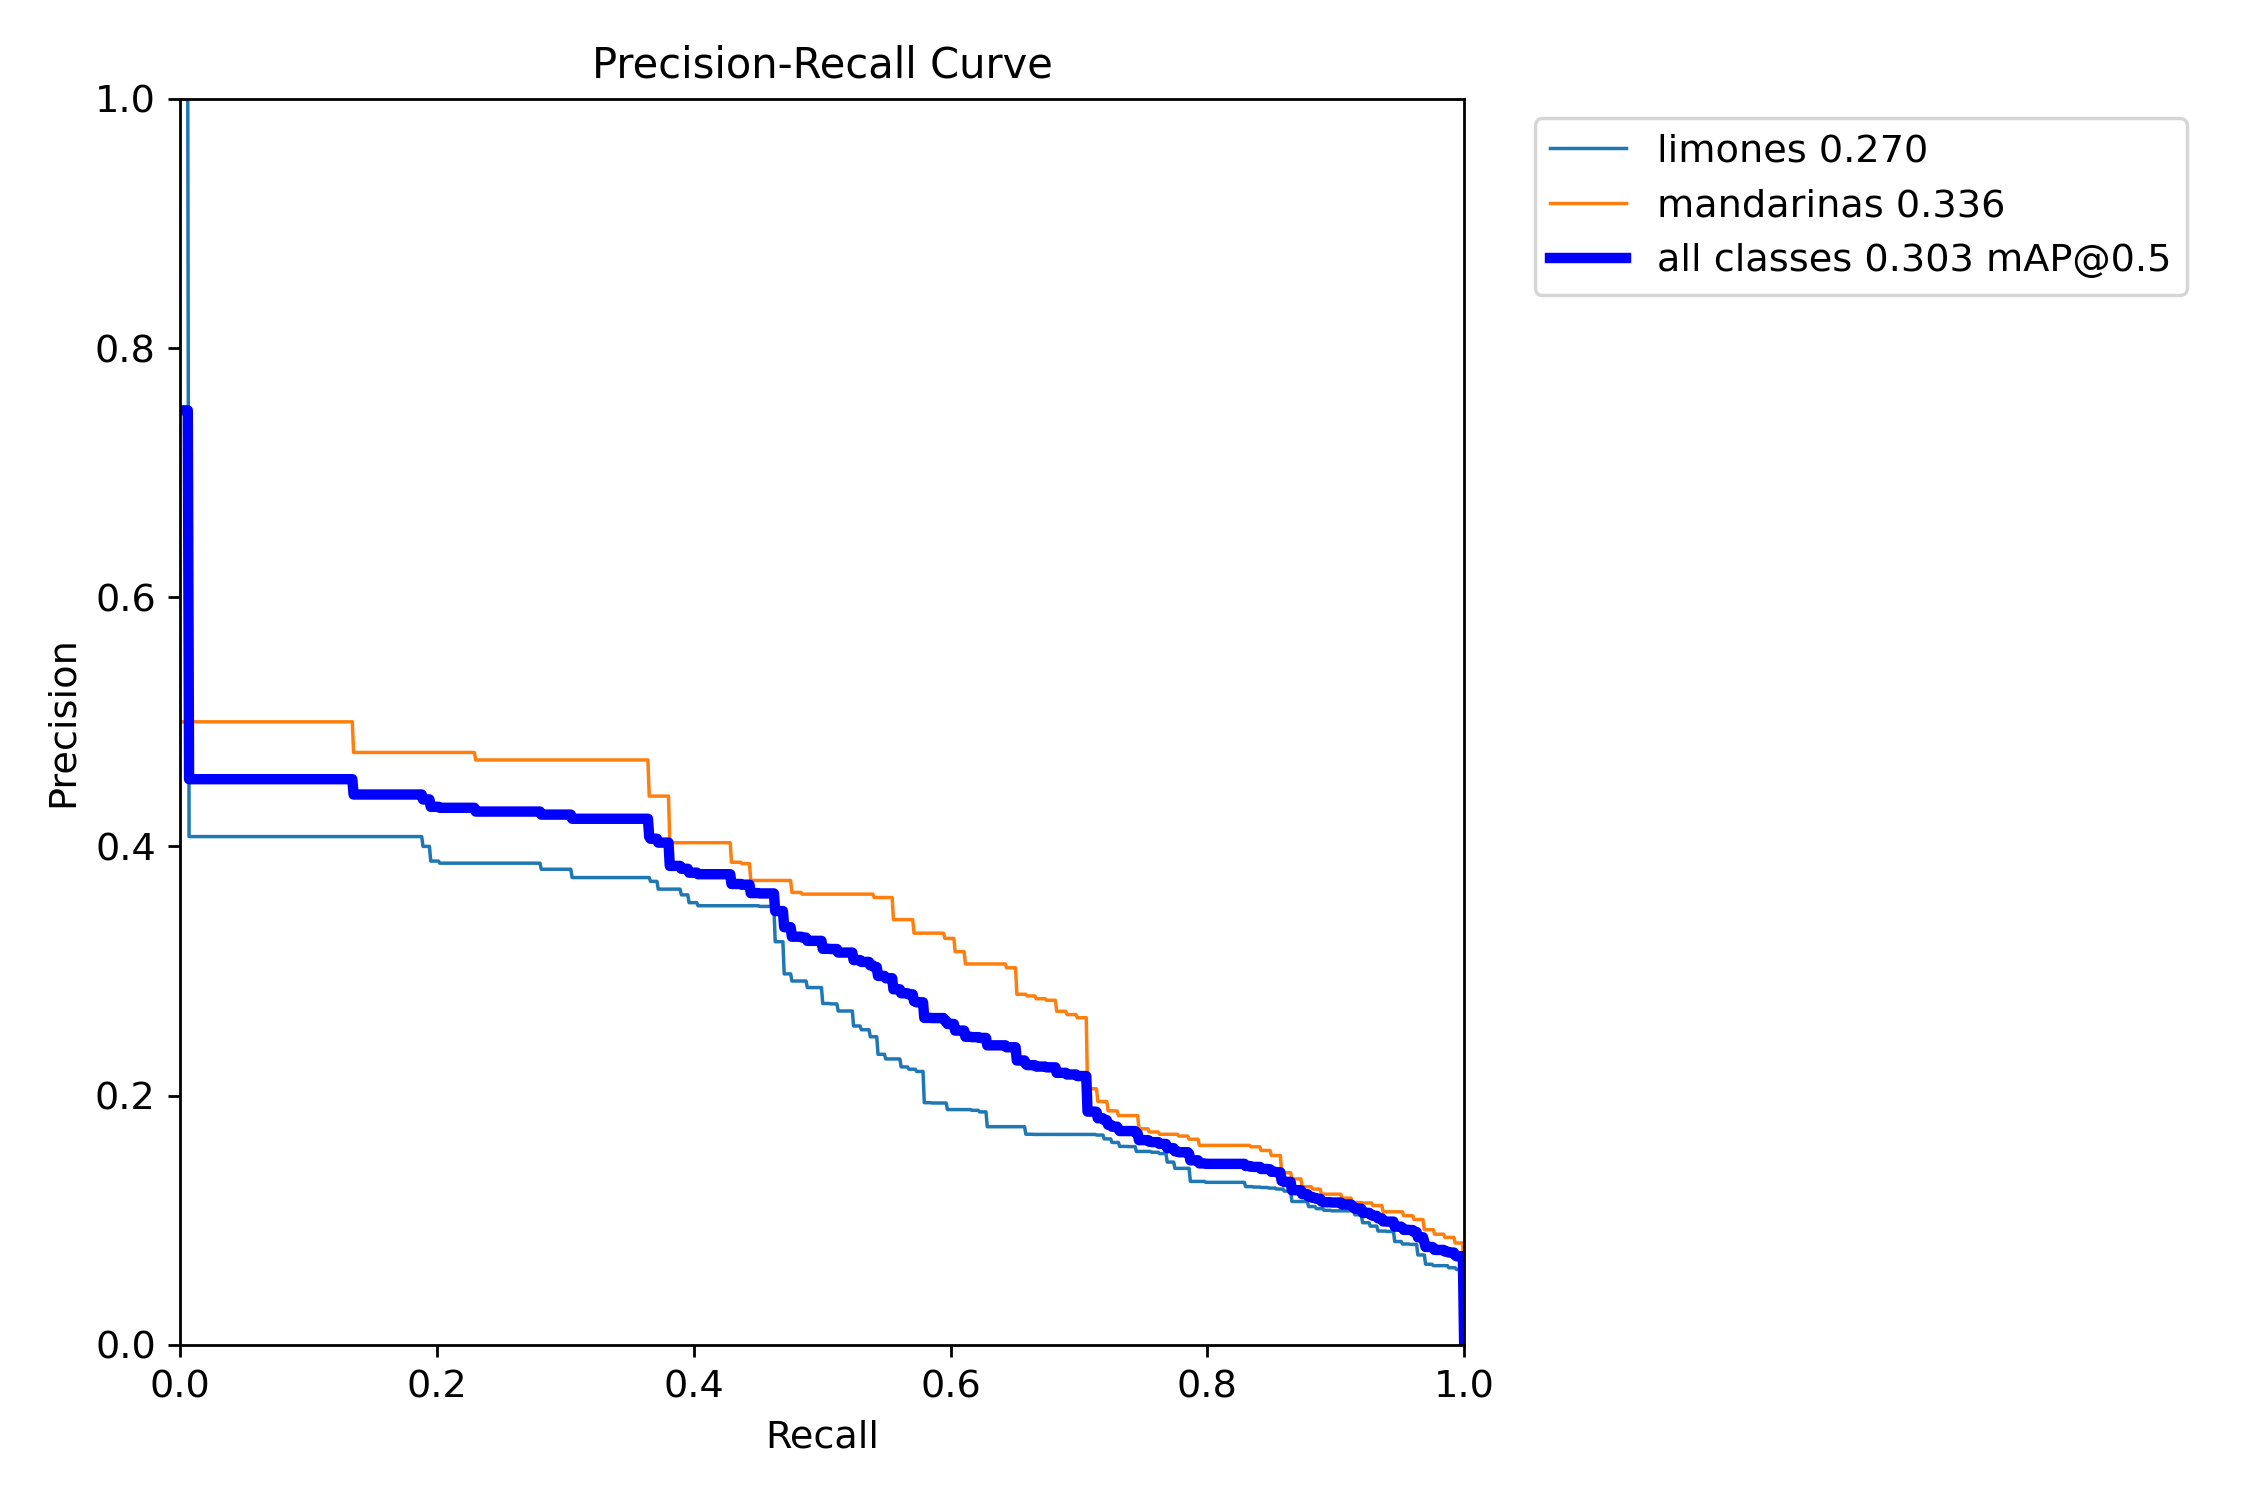 Precision-Recall Curve
1.0
0.8
0.6
0.4
0.2
0.0
Precision
0.0 0.2 0.4 0.6 0.8 1.0
Recall
limones 0.270
mandarinas 0.336
all classes 0.303 mAP@0.5